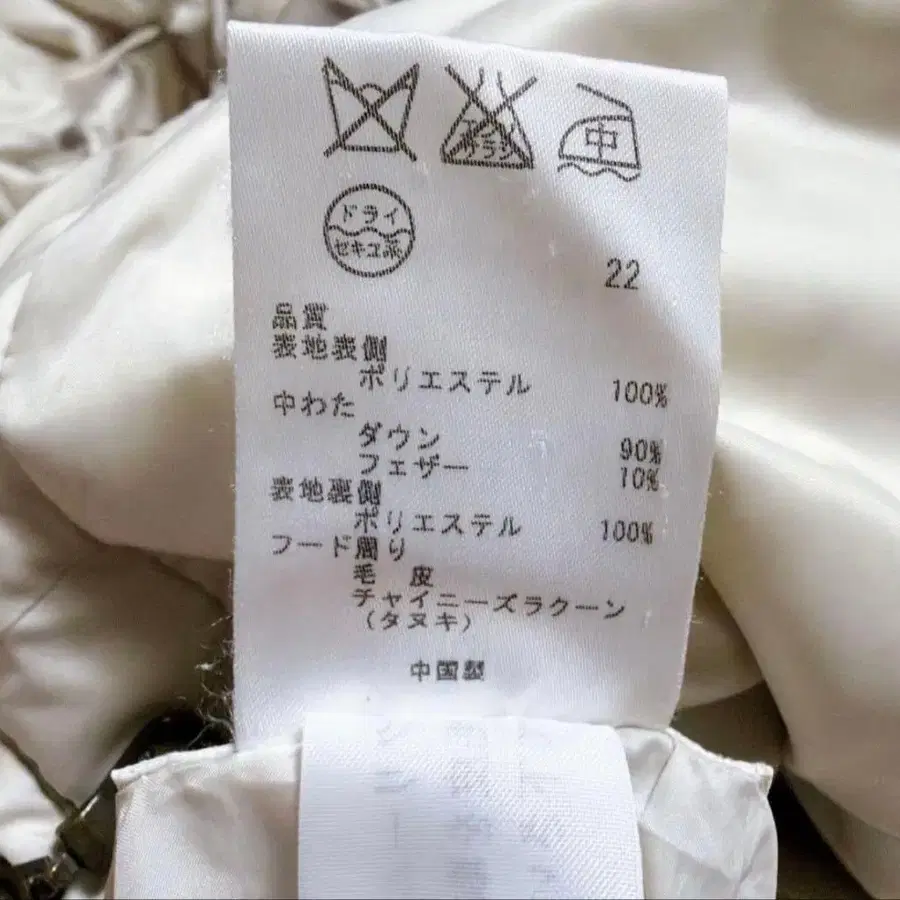 中
ドライ
セキユ系
22
品質
表地表側
ポリエステル 100%
中わた
ダウン 90%
フェザー 10%
表地裏側
ポリエステル 100%
フード周り
毛 皮
チャイニーズラクーン
(タヌキ)
中国製